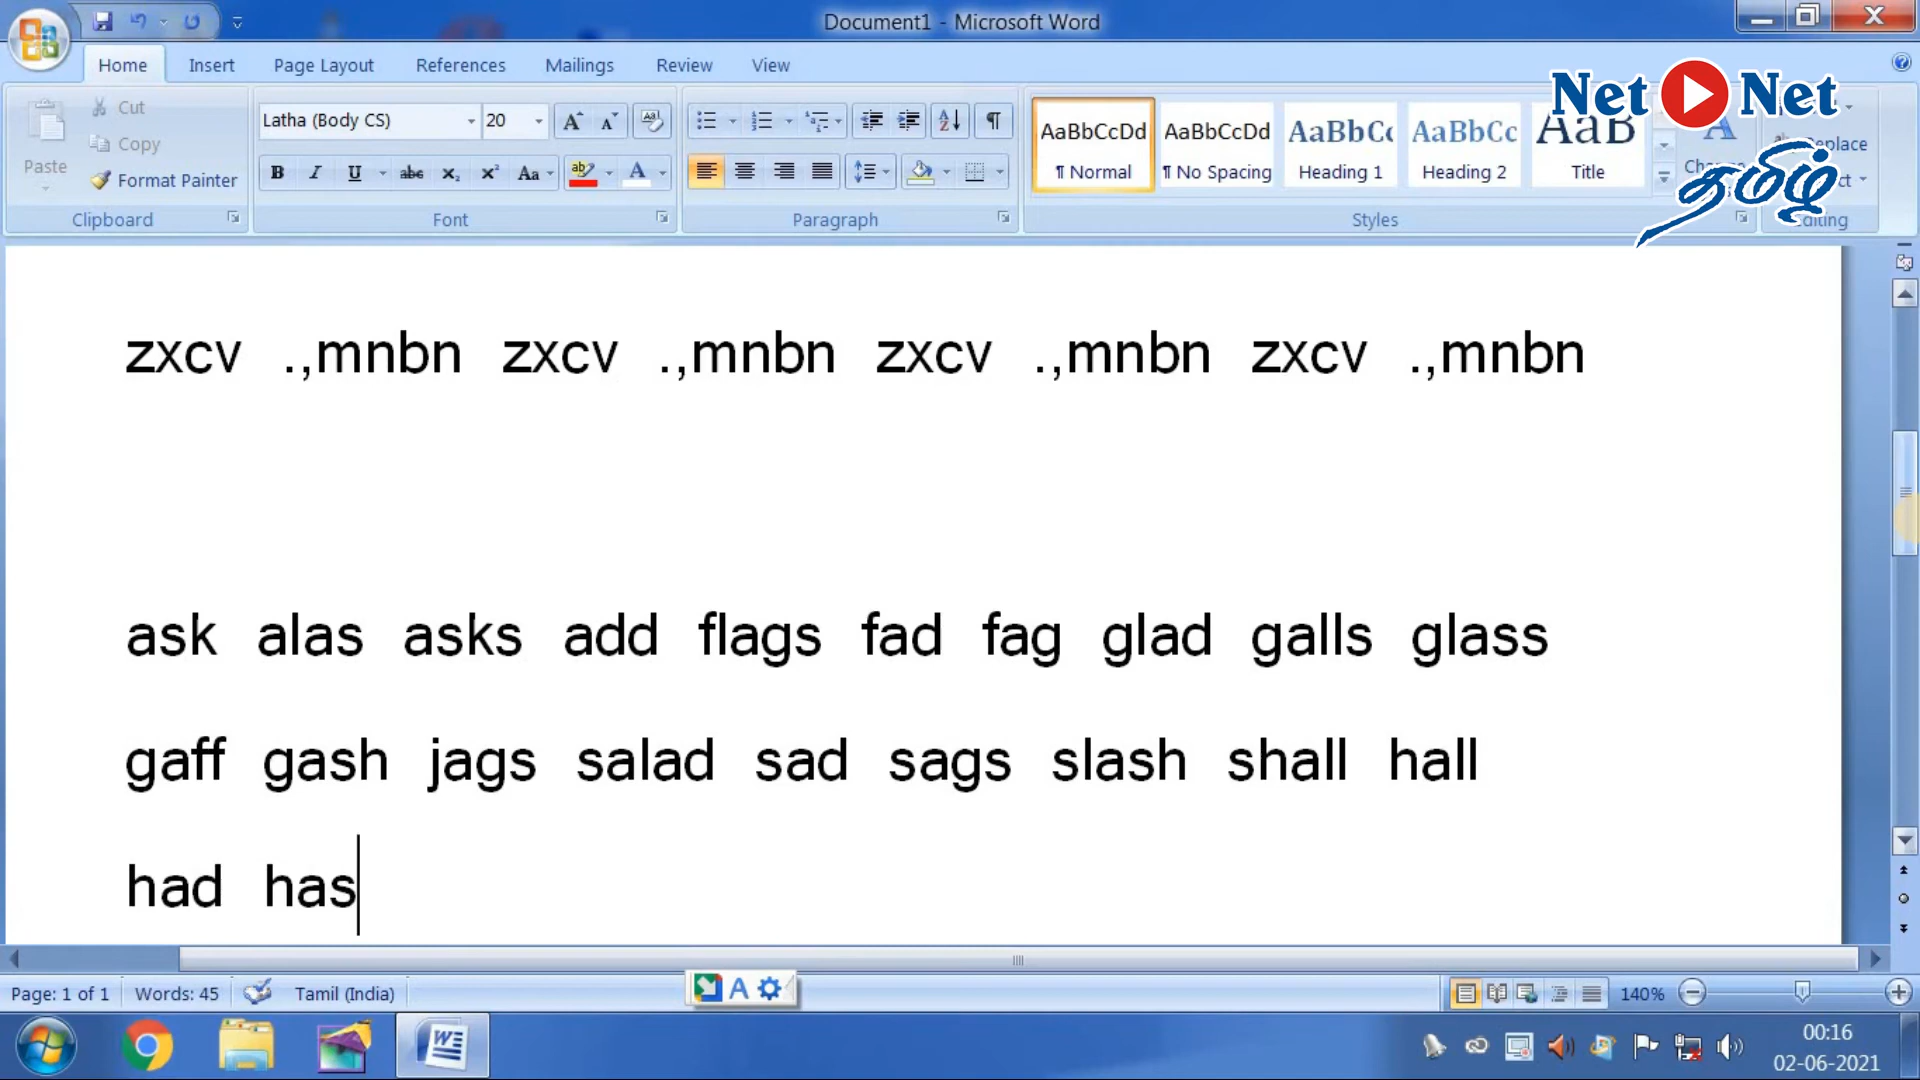 Document1 - Microsoft Word
Home Insert Page Layout References Mailings Review View
Net Net
தமிழ்
Cut
Copy
Format Painter
Paste
Clipboard
Latha (Body CS) 20
Font
Paragraph
AaBbCcDd AaBbCcDd AaBbCc AaBbCc AaB
¶ Normal ¶ No Spacing Heading 1 Heading 2 Title
Styles
Editing
zxcv .,mnbn zxcv .,mnbn zxcv .,mnbn zxcv .,mnbn
ask alas asks add flags fad fag glad galls glass
gaff gash jags salad sad sags slash shall hall
had has
Page: 1 of 1 Words: 45 Tamil (India) A 140%
00:16
02-06-2021